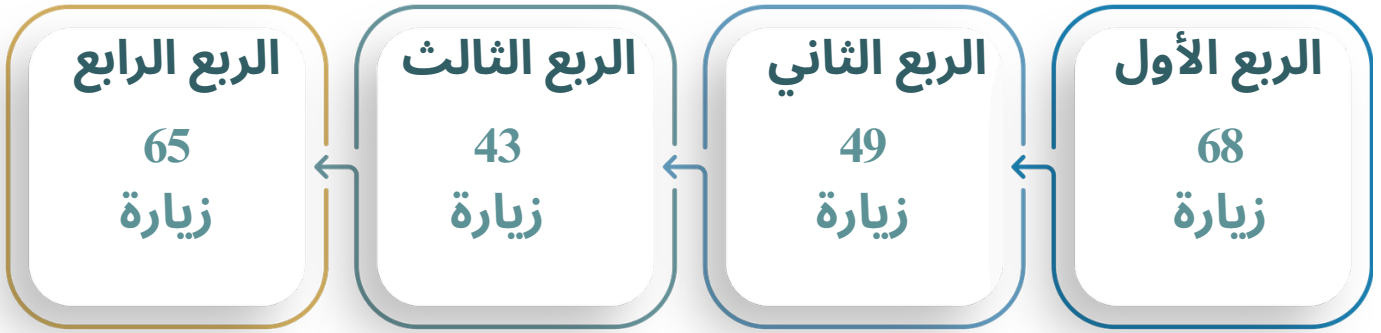 الربع الأول
68
زيارة
الربع الثاني
49
زيارة
الربع الثالث
43
زيارة
الربع الرابع
65
زيارة